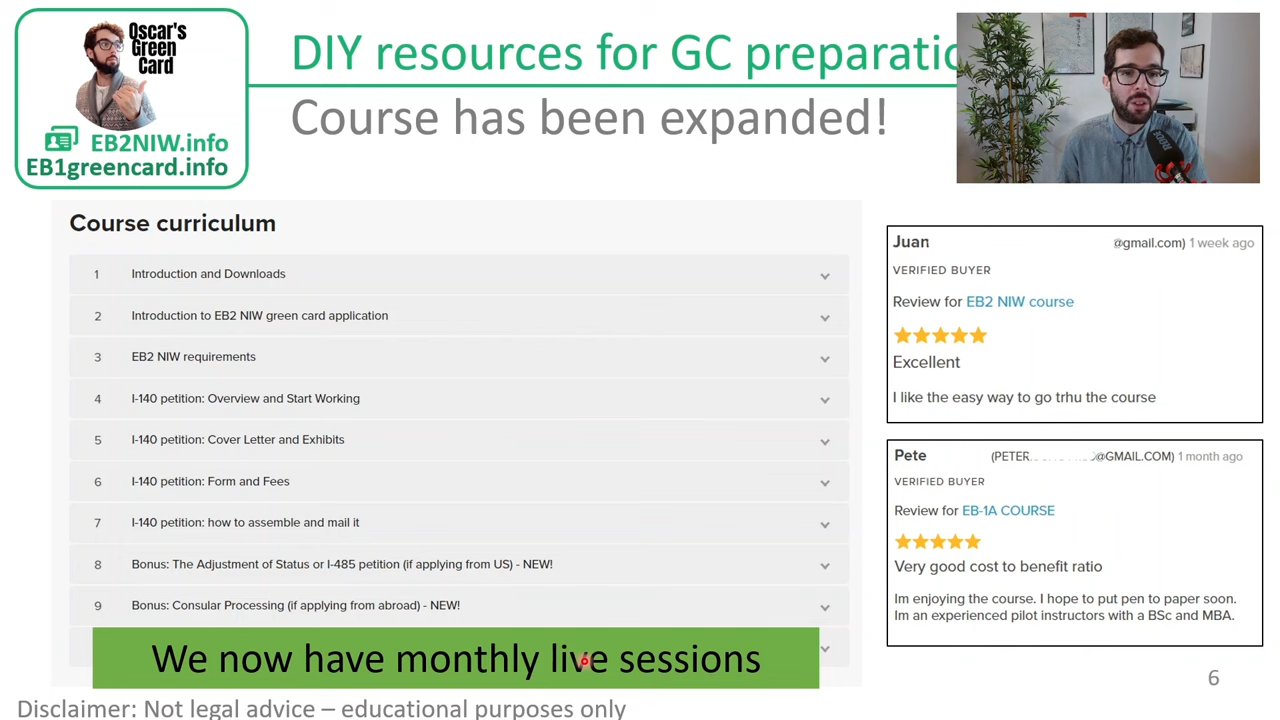 Oscar's
Green
Card
EB2NIW.info
EB1greencard.info
DIY resources for GC
Course has been expanded!
Course curriculum
1 Introduction and Downloads
2 Introduction to EB2 NIW green card application
3 EB2 NIW requirements
4 I-140 petition: Overview and Start Working
5 I-140 petition: Cover Letter and Exhibits
6 I-140 petition: Form and Fees
7 I-140 petition: how to assemble and mail it
8 Bonus: The Adjustment of Status or I-485 petition (if applying from US) - NEW!
9 Bonus: Consular Processing (if applying from abroad) - NEW!
We now have monthly live sessions
Juan @gmail.com) 1 week ago
VERIFIED BUYER
Review for EB2 NIW course
Excellent
I like the easy way to go trhu the course
Pete (PETER @GMAIL.COM) 1 month ago
VERIFIED BUYER
Review for EB-1A COURSE
Very good cost to benefit ratio
Im enjoying the course. I hope to put pen to paper soon.
Im an experienced pilot instructors with a BSc and MBA.
6
Disclaimer: Not legal advice – educational purposes only